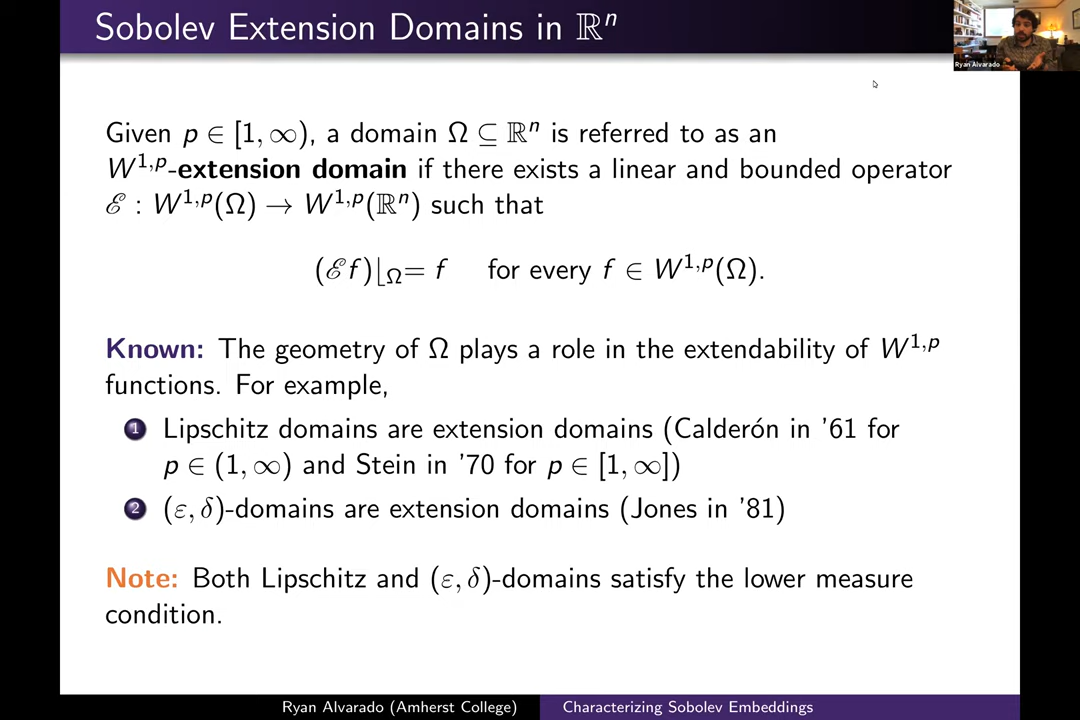 Sobolev Extension Domains in ℝⁿ
Ryan Alvarado
Given p ∈ [1, ∞), a domain Ω ⊆ ℝⁿ is referred to as an
W^{1,p}-extension domain if there exists a linear and bounded operator
ℰ : W^{1,p}(Ω) → W^{1,p}(ℝⁿ) such that
(ℰf)⌊_Ω = f for every f ∈ W^{1,p}(Ω).
Known: The geometry of Ω plays a role in the extendability of W^{1,p}
functions. For example,
1 Lipschitz domains are extension domains (Calderón in '61 for
p ∈ (1, ∞) and Stein in '70 for p ∈ [1, ∞])
2 (ε, δ)-domains are extension domains (Jones in '81)
Note: Both Lipschitz and (ε, δ)-domains satisfy the lower measure
condition.
Ryan Alvarado (Amherst College) Characterizing Sobolev Embeddings